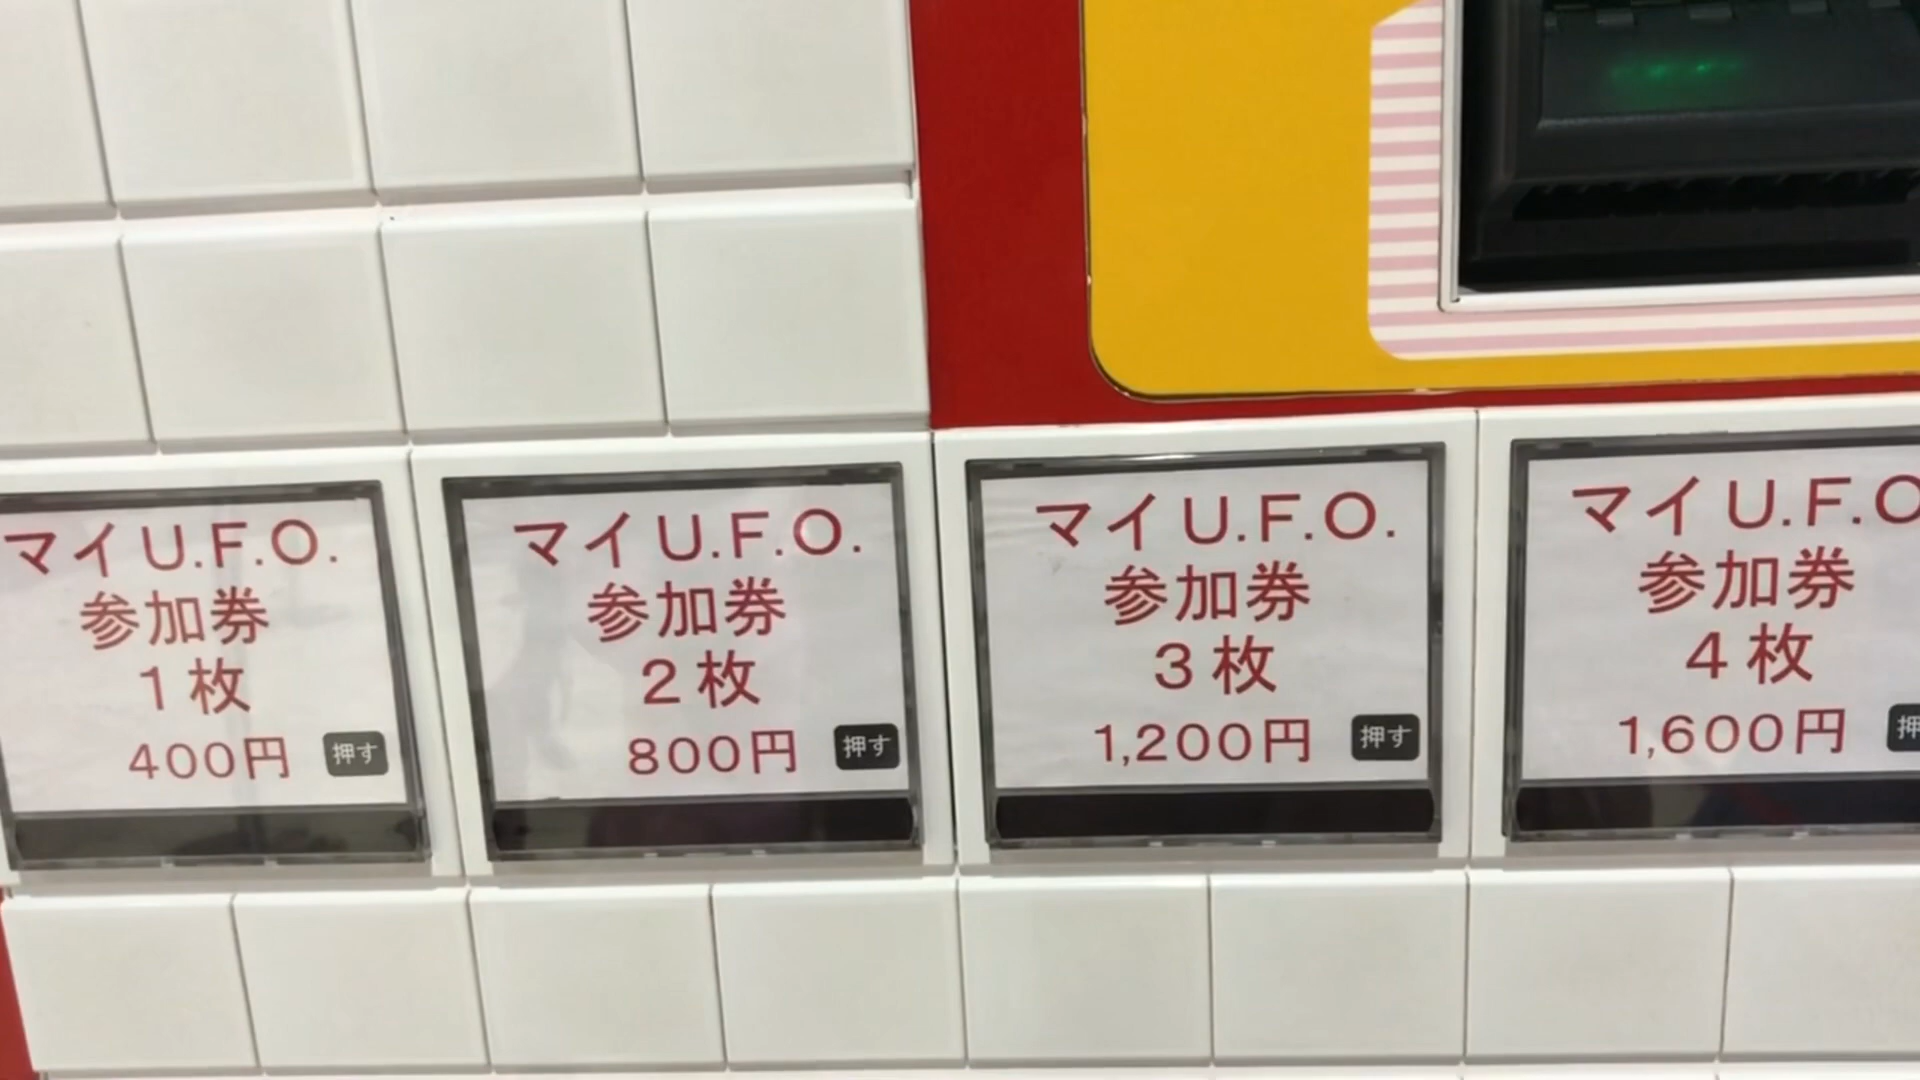 マイU.F.O.
参加券
1枚
400円
押す
マイU.F.O.
参加券
2枚
800円
押す
マイU.F.O.
参加券
3枚
1,200円
押す
マイU.F.O
参加券
4枚
1,600円
押